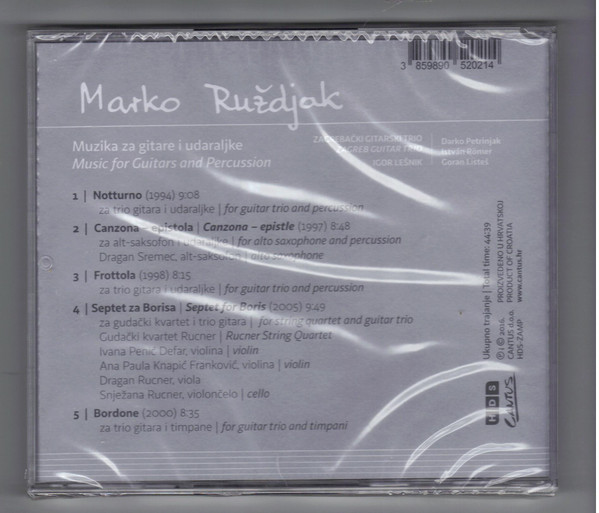 3 859890 520214
Marko Ruždjak
Muzika za gitare i udaraljke
Music for Guitars and Percussion
ZAGREBAČKI GITARSKI TRIO
ZAGREB GUITAR TRIO
IGOR LEŠNIK
Darko Petrinjak
István Römer
Goran Listeš
1 | Notturno (1994) 9:08
za trio gitara i udaraljke | for guitar trio and percussion
2 | Canzona – epistola | Canzona – epistle (1997) 8:48
za alt-saksofon i udaraljke | for alto saxophone and percussion
Dragan Sremec, alt-saksofon | alto saxophone
3 | Frottola (1998) 8:15
za trio gitara i udaraljke | for guitar trio and percussion
4 | Septet za Borisa | Septet for Boris (2005) 9:49
za gudački kvartet i trio gitara | for string quartet and guitar trio
Gudački kvartet Rucner | Rucner String Quartet
Ivana Penić Defar, violina | violin
Ana Paula Knapić Franković, violina | violin
Dragan Rucner, viola
Snježana Rucner, violončelo | cello
5 | Bordone (2000) 8:35
za trio gitara i timpane | for guitar trio and timpani
Ukupno trajanje | Total time: 44:39
PROIZVEDENO U HRVATSKOJ
PRODUCT OF CROATIA
www.cantus.hr
℗ | © 2014.
CANTUS d.o.o.
HDS-ZAMP
HDS
CANTUS